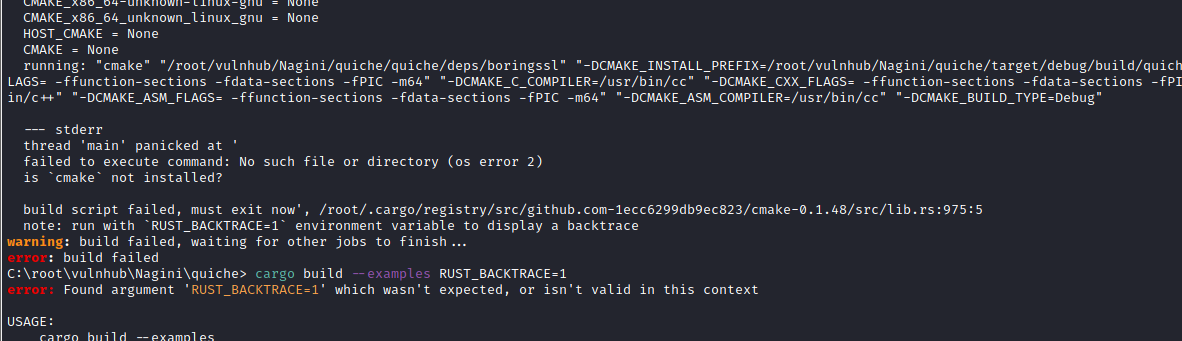 CMAKE_x86_64-unknown-linux-gnu = None
CMAKE_x86_64_unknown_linux_gnu = None
HOST_CMAKE = None
CMAKE = None
running: "cmake" "/root/vulnhub/Nagini/quiche/quiche/deps/boringssl" "-DCMAKE_INSTALL_PREFIX=/root/vulnhub/Nagini/quiche/target/debug/build/quich
LAGS= -ffunction-sections -fdata-sections -fPIC -m64" "-DCMAKE_C_COMPILER=/usr/bin/cc" "-DCMAKE_CXX_FLAGS= -ffunction-sections -fdata-sections -fPI
in/c++" "-DCMAKE_ASM_FLAGS= -ffunction-sections -fdata-sections -fPIC -m64" "-DCMAKE_ASM_COMPILER=/usr/bin/cc" "-DCMAKE_BUILD_TYPE=Debug"
--- stderr
thread 'main' panicked at '
failed to execute command: No such file or directory (os error 2)
is `cmake` not installed?
build script failed, must exit now', /root/.cargo/registry/src/github.com-1ecc6299db9ec823/cmake-0.1.48/src/lib.rs:975:5
note: run with `RUST_BACKTRACE=1` environment variable to display a backtrace
warning: build failed, waiting for other jobs to finish...
error: build failed
C:\root\vulnhub\Nagini\quiche> cargo build --examples RUST_BACKTRACE=1
error: Found argument 'RUST_BACKTRACE=1' which wasn't expected, or isn't valid in this context
USAGE:
cargo build --examples